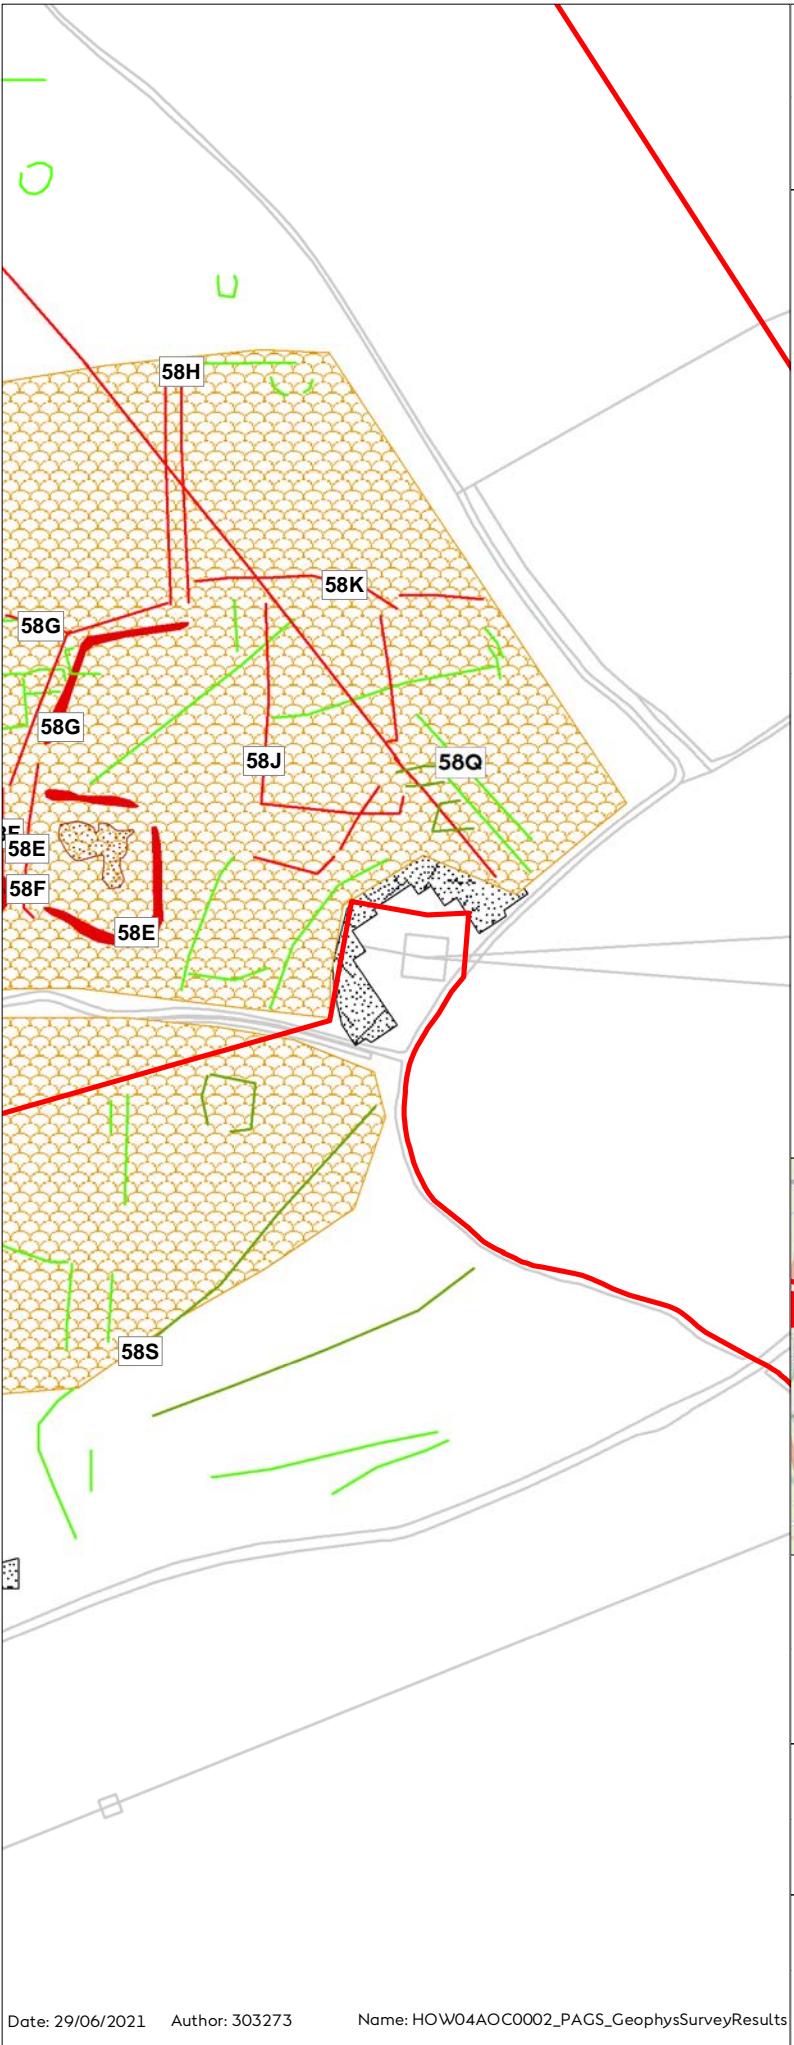 58H
58K
58G
58G
58J
58Q
58E
58F
58E
58S
Date: 29/06/2021 Author: 303273 Name: HOW04AOC0002_PAGS_GeophysSurveyResults